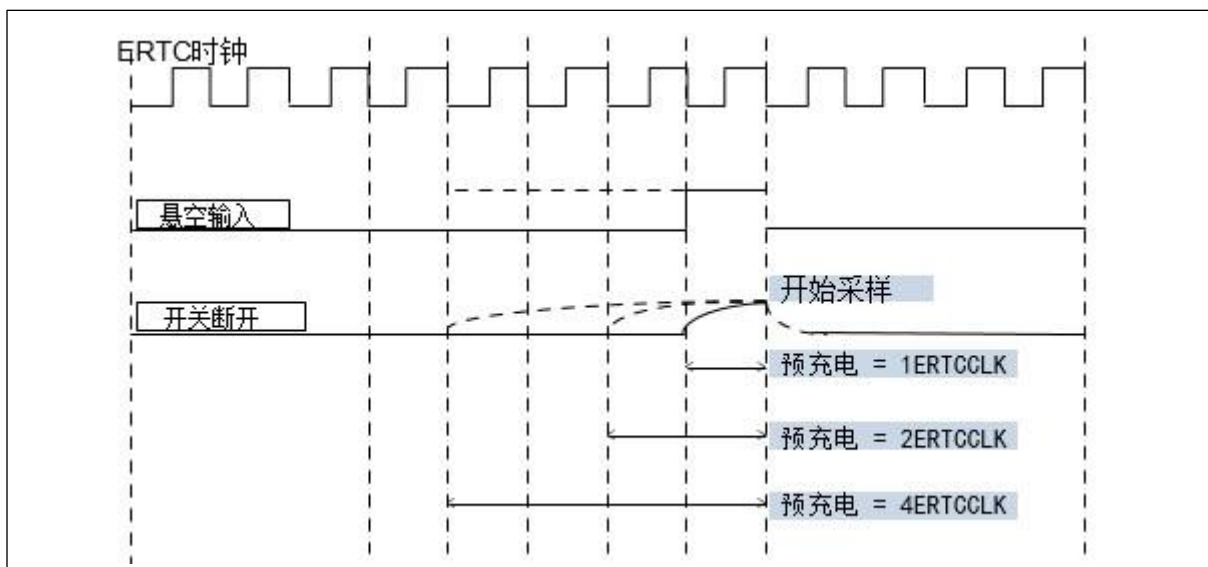 ERTC时钟
悬空输入
开始采样
开关断开
预充电 = 1ERTCCLK
预充电 = 2ERTCCLK
预充电 = 4ERTCCLK